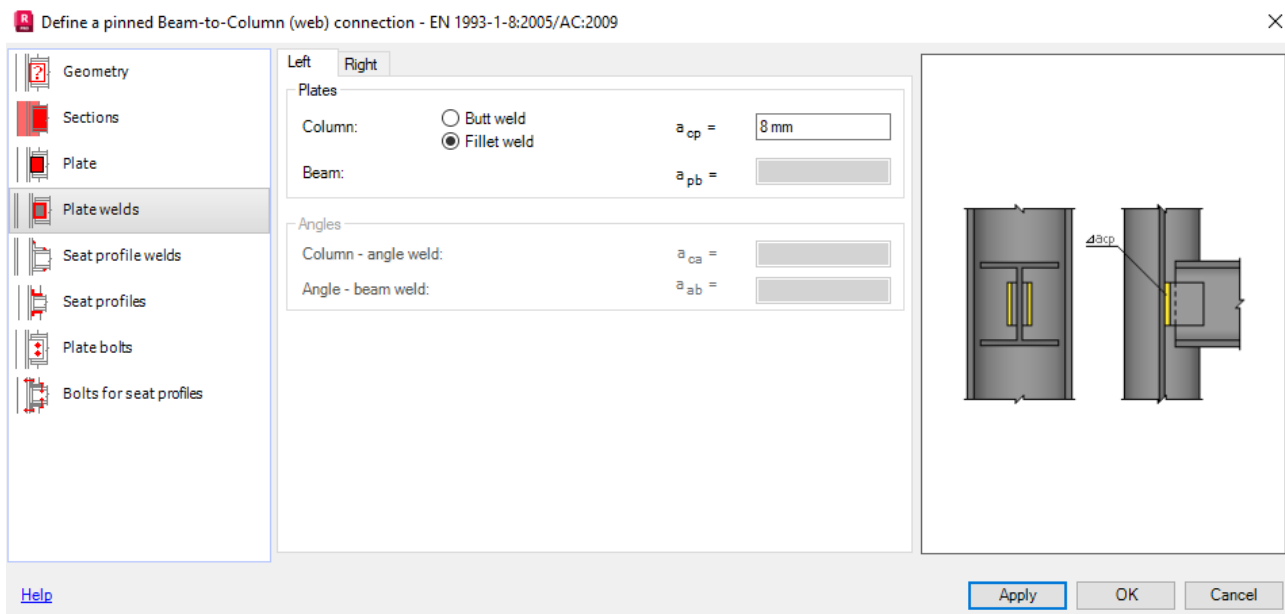 Define a pinned Beam-to-Column (web) connection - EN 1993-1-8:2005/AC:2009
Geometry
Sections
Plate
Plate welds
Seat profile welds
Seat profiles
Plate bolts
Bolts for seat profiles
Left Right
Plates
Column: Butt weld
Fillet weld
a cp = 8 mm
Beam: a pb =
Angles
Column - angle weld: a ca =
Angle - beam weld: a ab =
⊿acp
Help
Apply OK Cancel